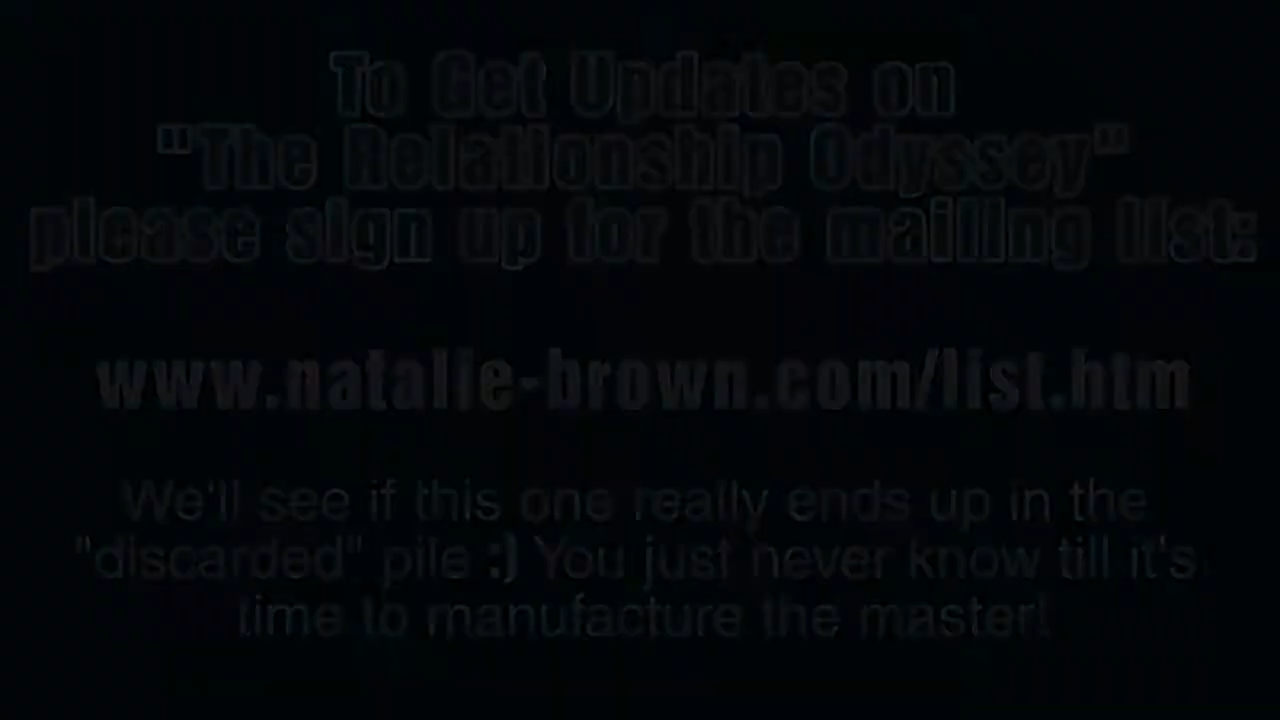 To Get Updates on
"The Relationship Odyssey"
please sign up for the mailing list:
www.natalie-brown.com/list.htm
We'll see if this one really ends up in the
"discarded" pile :) You just never know till it's
time to manufacture the master!